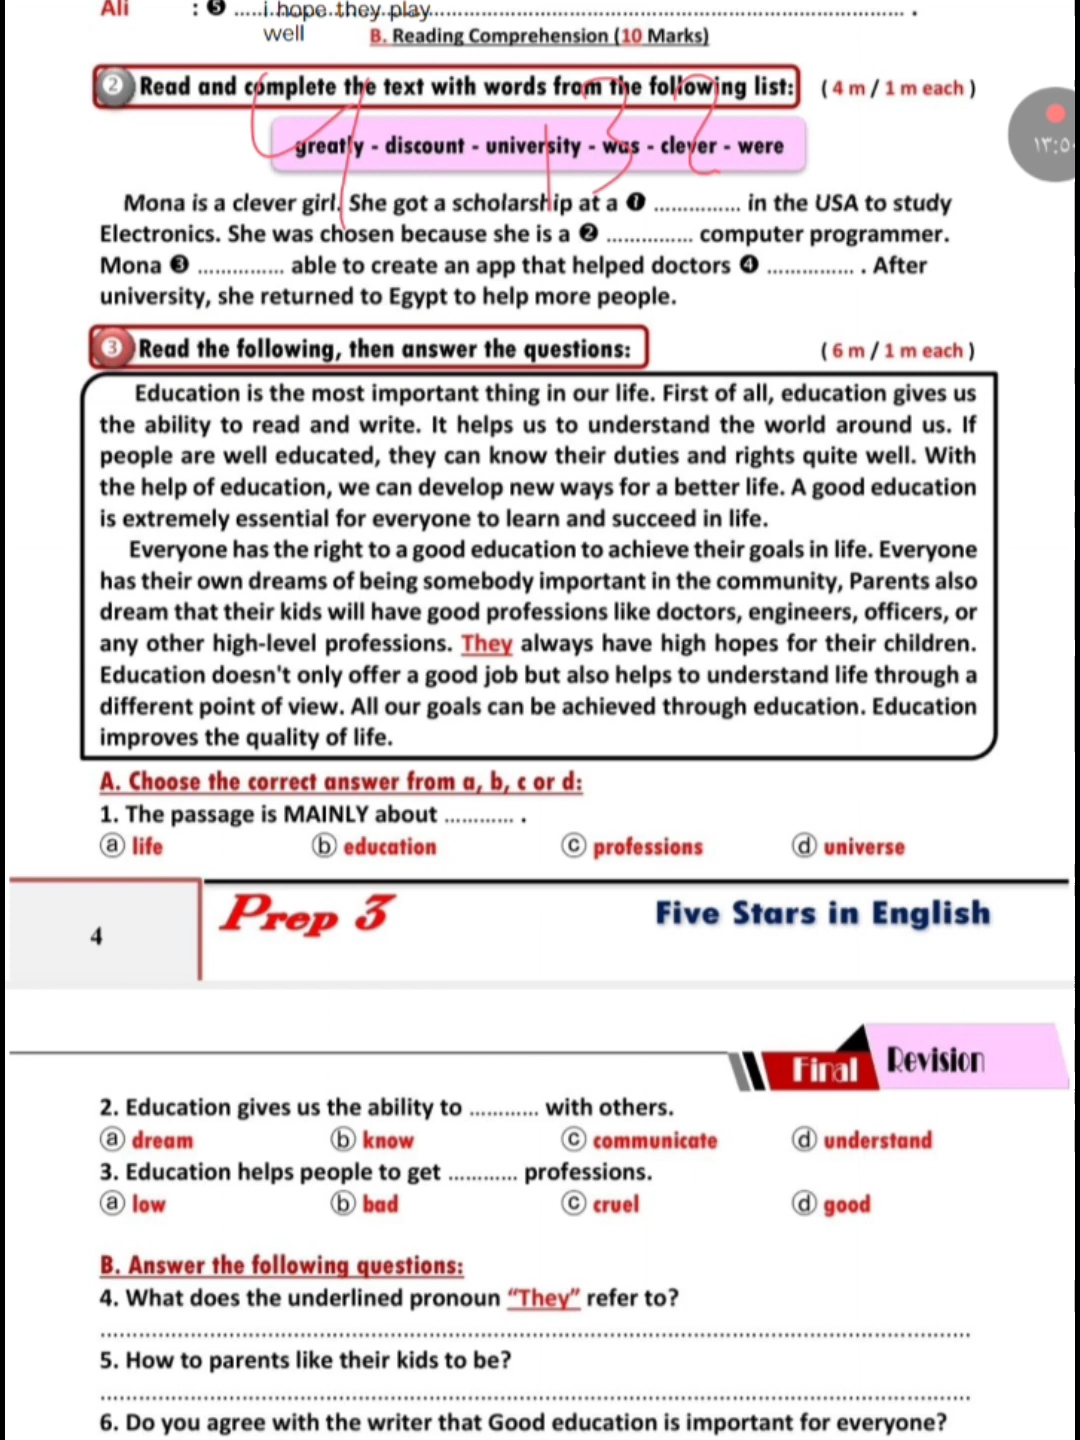 Ali : ❺ .....i hope they play.................................................. .
well
B. Reading Comprehension (10 Marks)
2 Read and complete the text with words from the following list: ( 4 m / 1 m each )
greatly - discount - university - was - clever - were
4 1 3 2
١٣:٥
Mona is a clever girl. She got a scholarship at a ❶ ............... in the USA to study
Electronics. She was chosen because she is a ❷ .............. computer programmer.
Mona ❸ .............. able to create an app that helped doctors ❹ .............. . After
university, she returned to Egypt to help more people.
3 Read the following, then answer the questions: ( 6 m / 1 m each )
Education is the most important thing in our life. First of all, education gives us
the ability to read and write. It helps us to understand the world around us. If
people are well educated, they can know their duties and rights quite well. With
the help of education, we can develop new ways for a better life. A good education
is extremely essential for everyone to learn and succeed in life.
Everyone has the right to a good education to achieve their goals in life. Everyone
has their own dreams of being somebody important in the community, Parents also
dream that their kids will have good professions like doctors, engineers, officers, or
any other high-level professions. They always have high hopes for their children.
Education doesn't only offer a good job but also helps to understand life through a
different point of view. All our goals can be achieved through education. Education
improves the quality of life.
A. Choose the correct answer from a, b, c or d:
1. The passage is MAINLY about ............ .
ⓐ life ⓑ education ⓒ professions ⓓ universe
4 Prep 3 Five Stars in English
Final Revision
2. Education gives us the ability to ............ with others.
ⓐ dream ⓑ know ⓒ communicate ⓓ understand
3. Education helps people to get ............ professions.
ⓐ low ⓑ bad ⓒ cruel ⓓ good
B. Answer the following questions:
4. What does the underlined pronoun “They” refer to?
5. How to parents like their kids to be?
6. Do you agree with the writer that Good education is important for everyone?